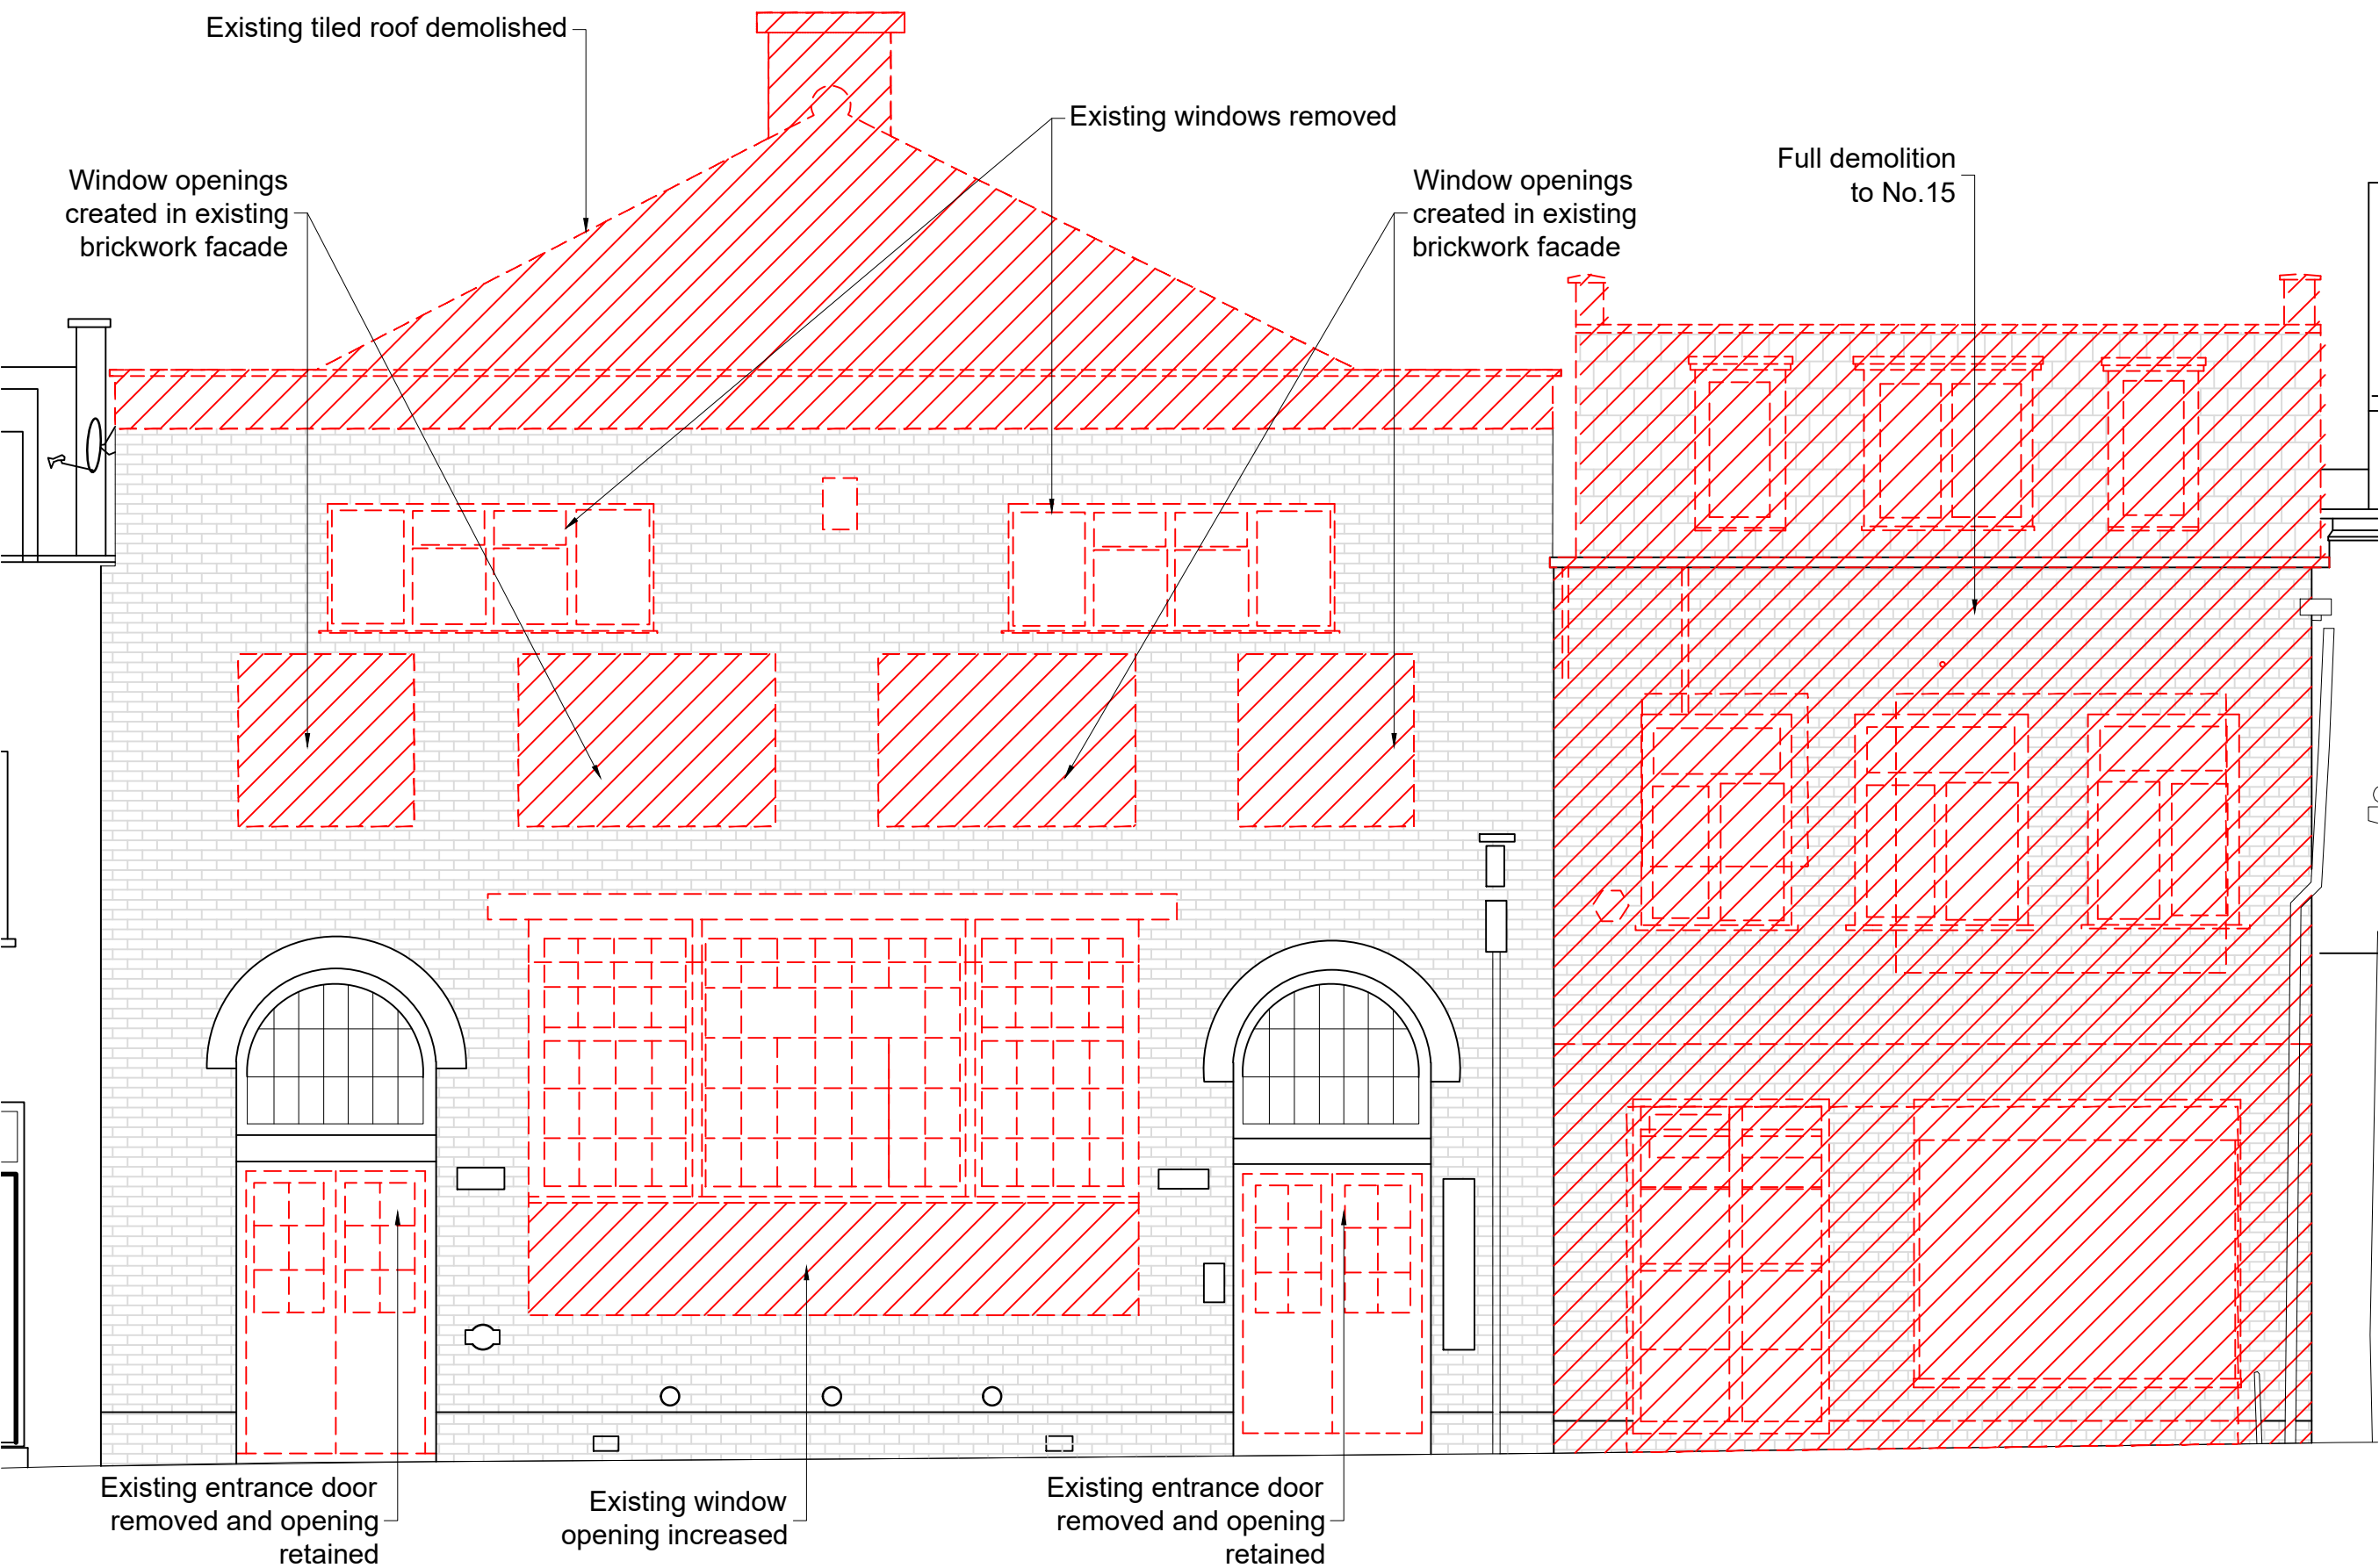 Existing tiled roof demolished
Existing windows removed
Window openings
created in existing
brickwork facade
Window openings
created in existing
brickwork facade
Full demolition
to No.15
Existing entrance door
removed and opening
retained
Existing window
opening increased
Existing entrance door
removed and opening
retained